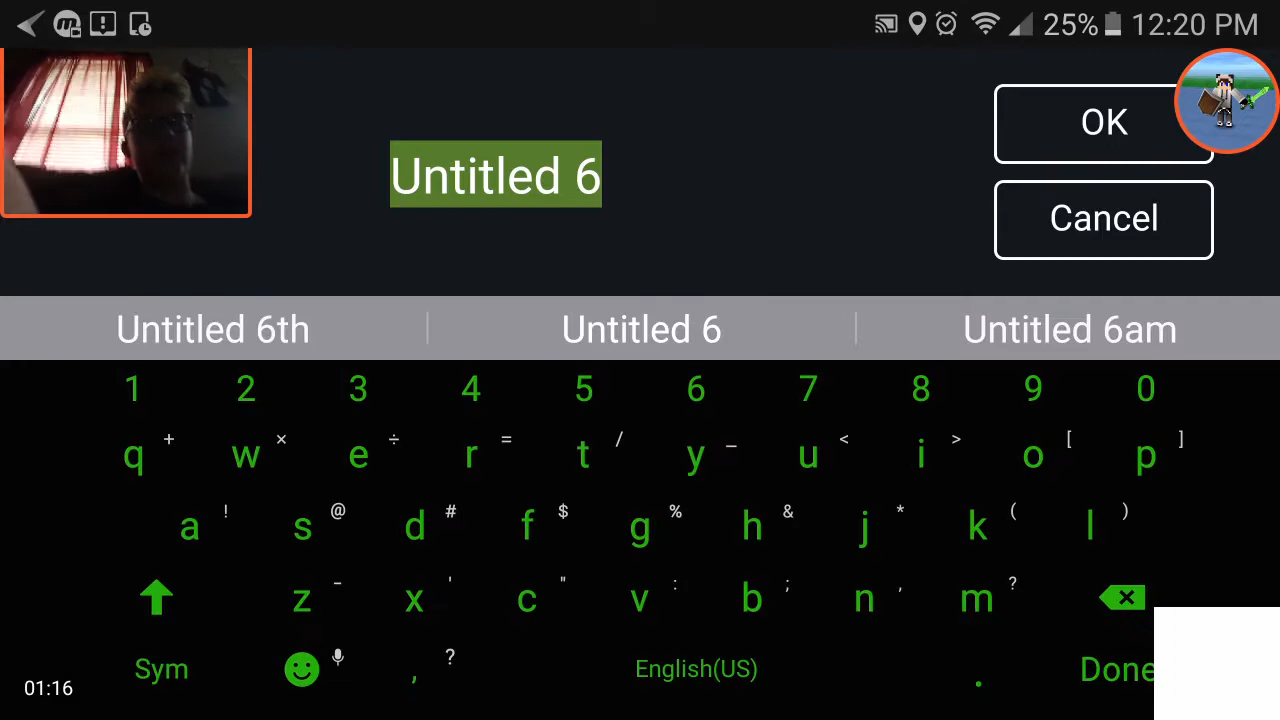 25% 12:20 PM
OK
Untitled 6
Cancel
Untitled 6th Untitled 6 Untitled 6am
1 2 3 4 5 6 7 8 9 0
q + w × e ÷ r = t / y _ u < i > o [ p ]
a ! s @ d # f $ g % h & j * k ( l )
z - x ' c " v : b ; n , m ?
Sym , ? English(US) . Done
01:16